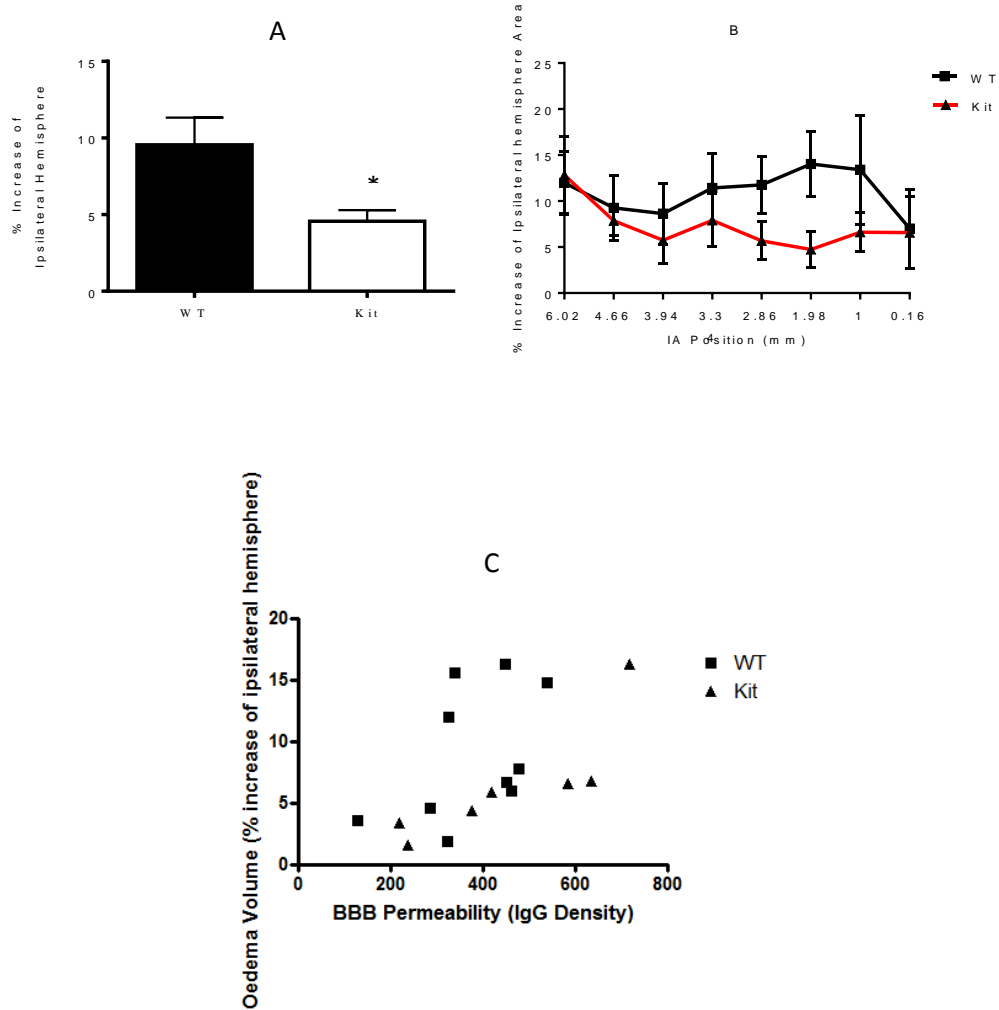 A
% Increase of
Ipsilateral Hemisphere
15
10
5
0
*
WT
Kit
B
% Increase of Ipsilateral hemisphere Area
25
20
15
10
5
0
6.02 4.66 3.94 3.3 2.86 1.98 1 0.16
4
IA Position (mm)
WT
Kit
C
Oedema Volume (% increase of ipsilateral hemisphere)
20
15
10
5
0
0 200 400 600 800
BBB Permeability (IgG Density)
WT
Kit